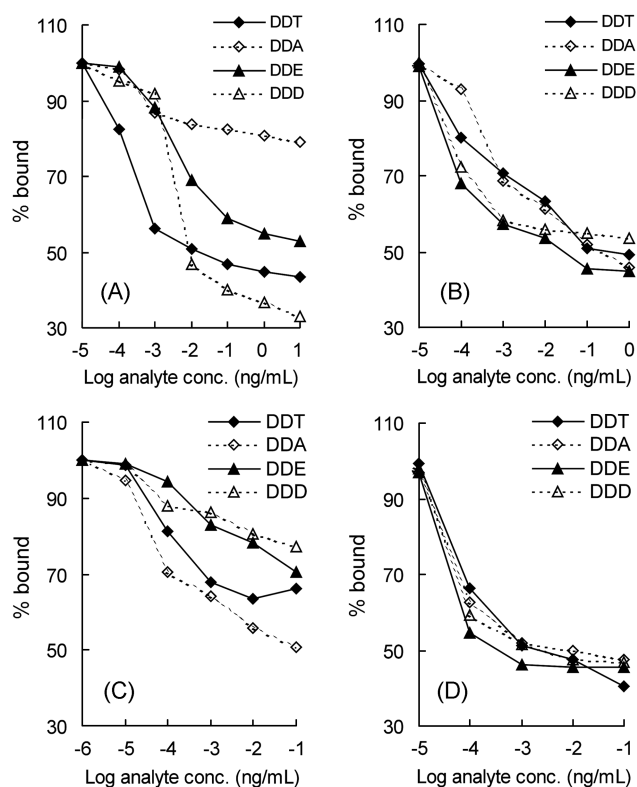 110
90
70
50
30
% bound
DDT
DDA
DDE
DDD
(A)
-5 -4 -3 -2 -1 0 1
Log analyte conc. (ng/mL)
110
90
70
50
30
% bound
DDT
DDA
DDE
DDD
(B)
-5 -4 -3 -2 -1 0
Log analyte conc. (ng/mL)
110
90
70
50
30
% bound
DDT
DDA
DDE
DDD
(C)
-6 -5 -4 -3 -2 -1
Log analyte conc. (ng/mL)
110
90
70
50
30
% bound
DDT
DDA
DDE
DDD
(D)
-5 -4 -3 -2 -1
Log analyte conc. (ng/mL)